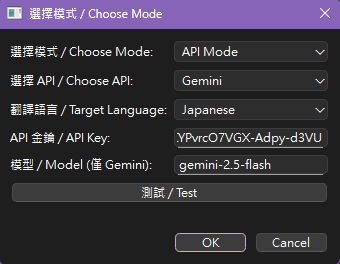 選擇模式 / Choose Mode
選擇模式 / Choose Mode: API Mode
選擇 API / Choose API: Gemini
翻譯語言 / Target Language: Japanese
API 金鑰 / API Key: .YPvrcO7VGX-Adpy-d3VU
模型 / Model (僅 Gemini): gemini-2.5-flash
測試 / Test
OK Cancel